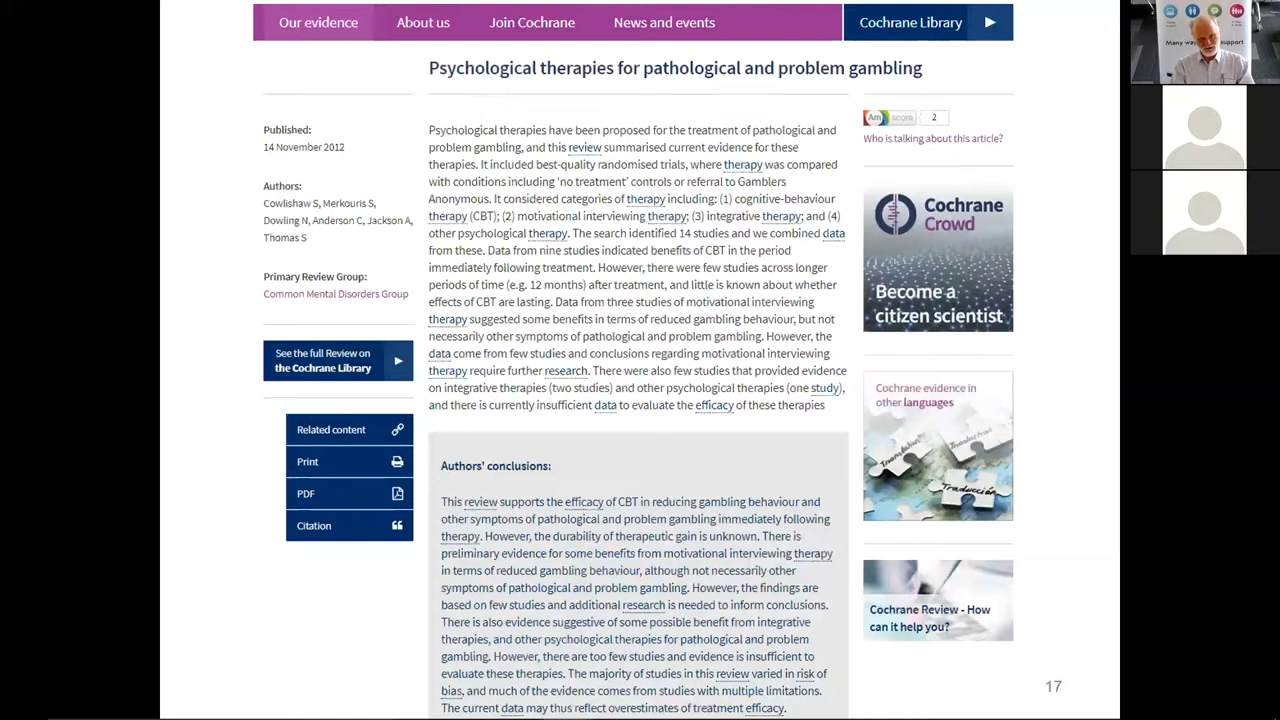 Our evidence
About us
Join Cochrane
News and events
Cochrane Library
Psychological therapies for pathological and problem gambling
Published:
14 November 2012
Authors:
Cowlishaw S, Merkouris S,
Dowling N, Anderson C, Jackson A,
Thomas S
Primary Review Group:
Common Mental Disorders Group
See the full Review on
the Cochrane Library
Related content
Print
PDF
Citation
Psychological therapies have been proposed for the treatment of pathological and
problem gambling, and this review summarised current evidence for these
therapies. It included best-quality randomised trials, where therapy was compared
with conditions including 'no treatment' controls or referral to Gamblers
Anonymous. It considered categories of therapy including: (1) cognitive-behaviour
therapy (CBT); (2) motivational interviewing therapy; (3) integrative therapy; and (4)
other psychological therapy. The search identified 14 studies and we combined data
from these. Data from nine studies indicated benefits of CBT in the period
immediately following treatment. However, there were few studies across longer
periods of time (e.g. 12 months) after treatment, and little is known about whether
effects of CBT are lasting. Data from three studies of motivational interviewing
therapy suggested some benefits in terms of reduced gambling behaviour, but not
necessarily other symptoms of pathological and problem gambling. However, the
data come from few studies and conclusions regarding motivational interviewing
therapy require further research. There were also few studies that provided evidence
on integrative therapies (two studies) and other psychological therapies (one study),
and there is currently insufficient data to evaluate the efficacy of these therapies
Authors' conclusions:
This review supports the efficacy of CBT in reducing gambling behaviour and
other symptoms of pathological and problem gambling immediately following
therapy. However, the durability of therapeutic gain is unknown. There is
preliminary evidence for some benefits from motivational interviewing therapy
in terms of reduced gambling behaviour, although not necessarily other
symptoms of pathological and problem gambling. However, the findings are
based on few studies and additional research is needed to inform conclusions.
There is also evidence suggestive of some possible benefit from integrative
therapies, and other psychological therapies for pathological and problem
gambling. However, there are too few studies and evidence is insufficient to
evaluate these therapies. The majority of studies in this review varied in risk of
bias, and much of the evidence comes from studies with multiple limitations.
The current data may thus reflect overestimates of treatment efficacy.
Am score 2
Who is talking about this article?
Cochrane
Crowd
Become a
citizen scientist
Cochrane evidence in
other languages
Translation
Traducción
Cochrane Review - How
can it help you?
17
Many way support